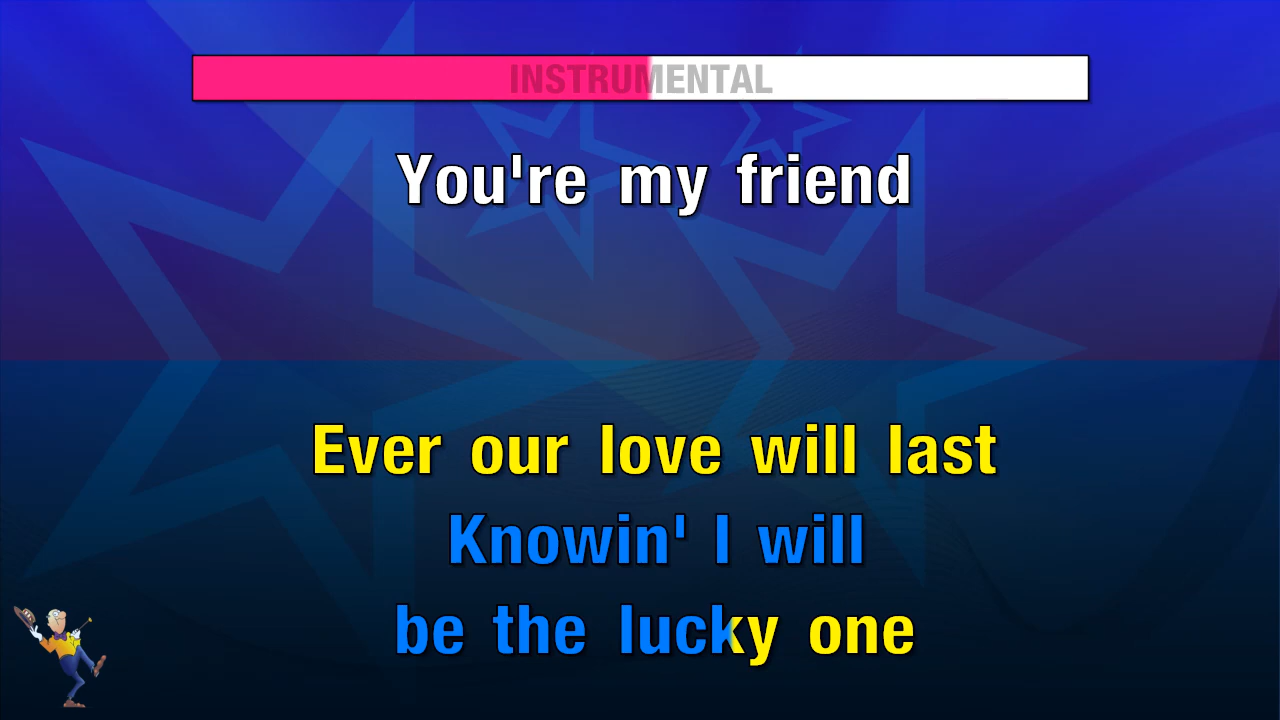 INSTRUMENTAL
You're my friend
Ever our love will last
Knowin' I will
be the lucky one